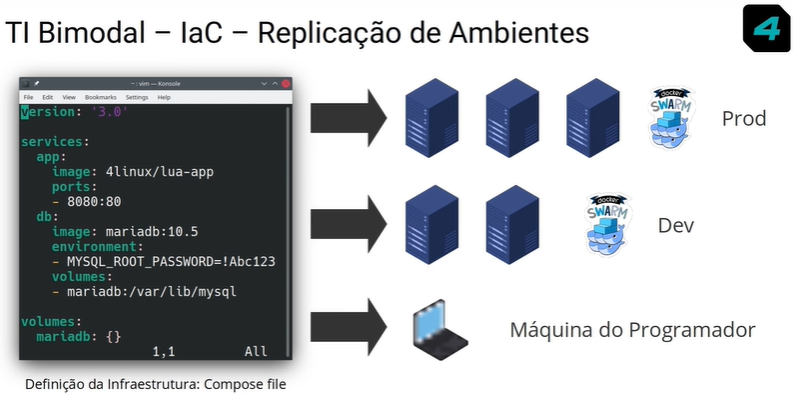 TI Bimodal – IaC – Replicação de Ambientes
4
~ : vim — Konsole
File Edit View Bookmarks Settings Help
version: '3.0'
services:
app:
image: 4linux/lua-app
ports:
- 8080:80
db:
image: mariadb:10.5
environment:
- MYSQL_ROOT_PASSWORD=!Abc123
volumes:
- mariadb:/var/lib/mysql
volumes:
mariadb: {}
1,1 All
Definição da Infraestrutura: Compose file
docker
SWARM
Prod
docker
SWARM
Dev
Máquina do Programador